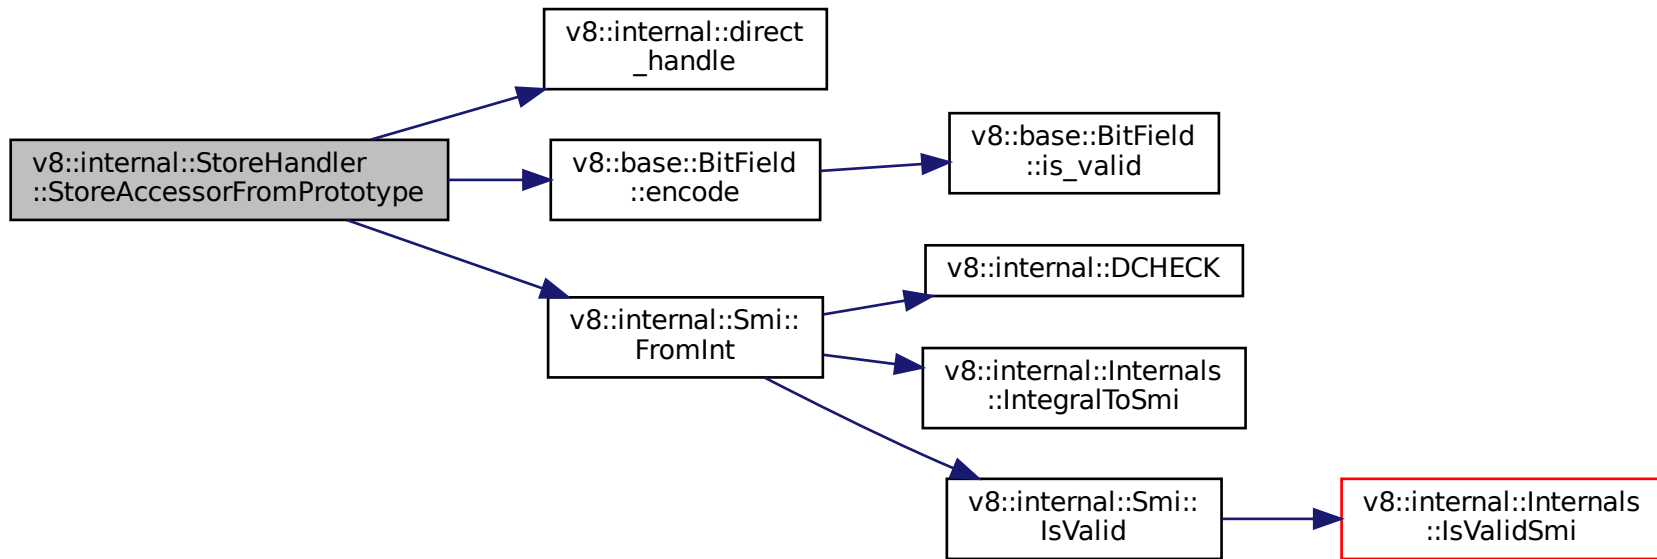 v8::internal::direct
_handle
v8::internal::StoreHandler
::StoreAccessorFromPrototype
v8::base::BitField
::encode
v8::base::BitField
::is_valid
v8::internal::Smi::
FromInt
v8::internal::DCHECK
v8::internal::Internals
::IntegralToSmi
v8::internal::Smi::
IsValid
v8::internal::Internals
::IsValidSmi